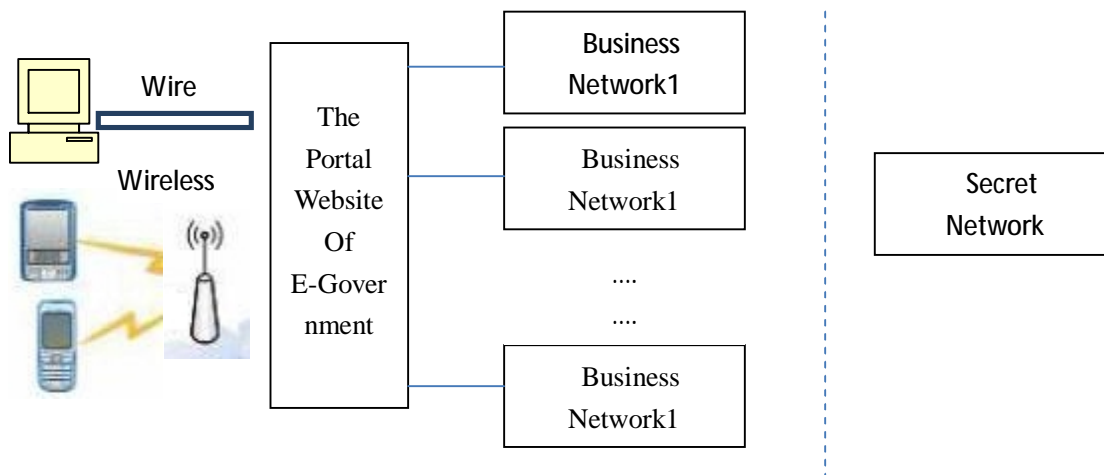 Wire
Wireless
The
Portal
Website
Of
E-Gover
nment
Business
Network1
Business
Network1
....
....
Business
Network1
Secret
Network